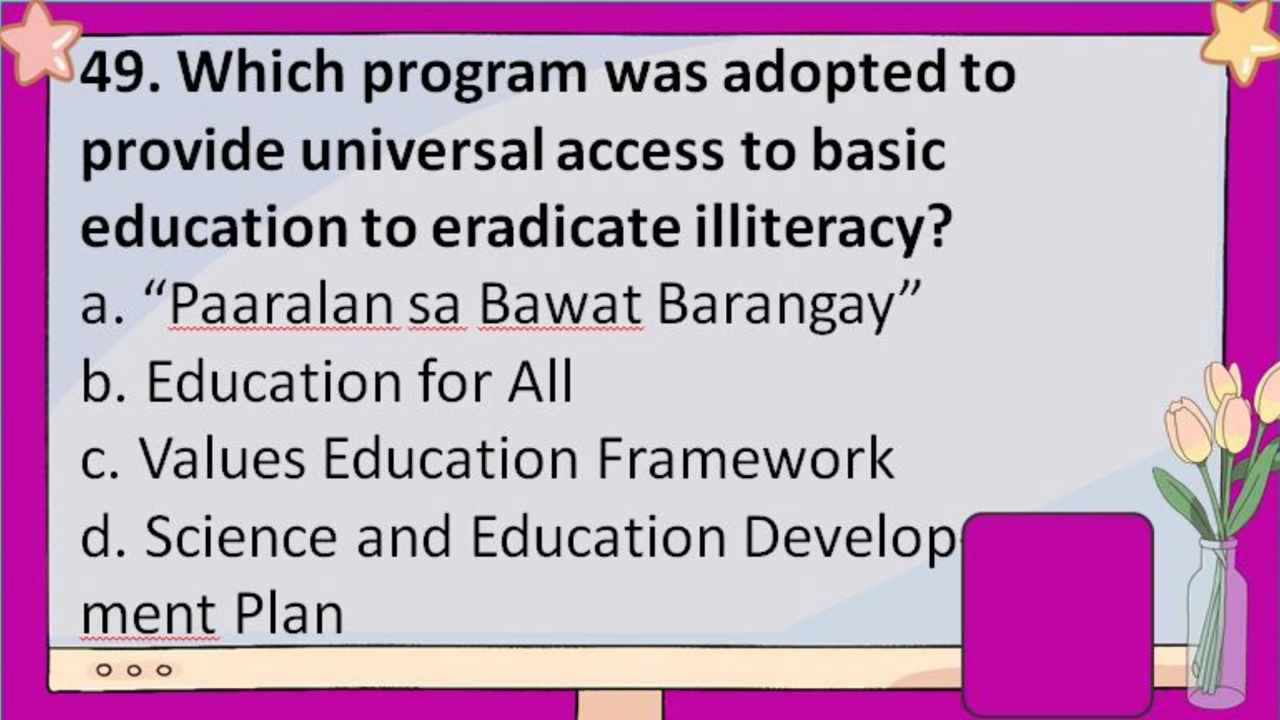 49. Which program was adopted to
provide universal access to basic
education to eradicate illiteracy?
a. “Paaralan sa Bawat Barangay”
b. Education for All
c. Values Education Framework
d. Science and Education Develop-
ment Plan